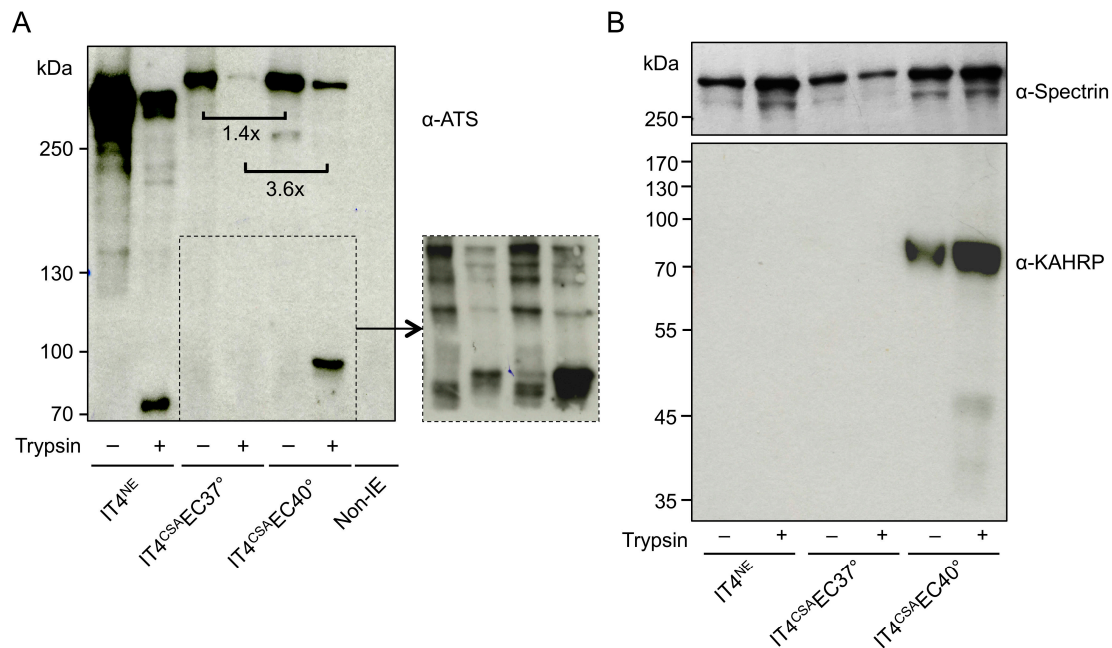 A
kDa
250
130
100
70
1.4x
3.6x
α-ATS
Trypsin – + – + – +
IT4NE
IT4CSAEC37°
IT4CSAEC40°
Non-IE
B
kDa
250
α-Spectrin
170
130
100
70
55
45
35
α-KAHRP
Trypsin – + – + – +
IT4NE
IT4CSAEC37°
IT4CSAEC40°